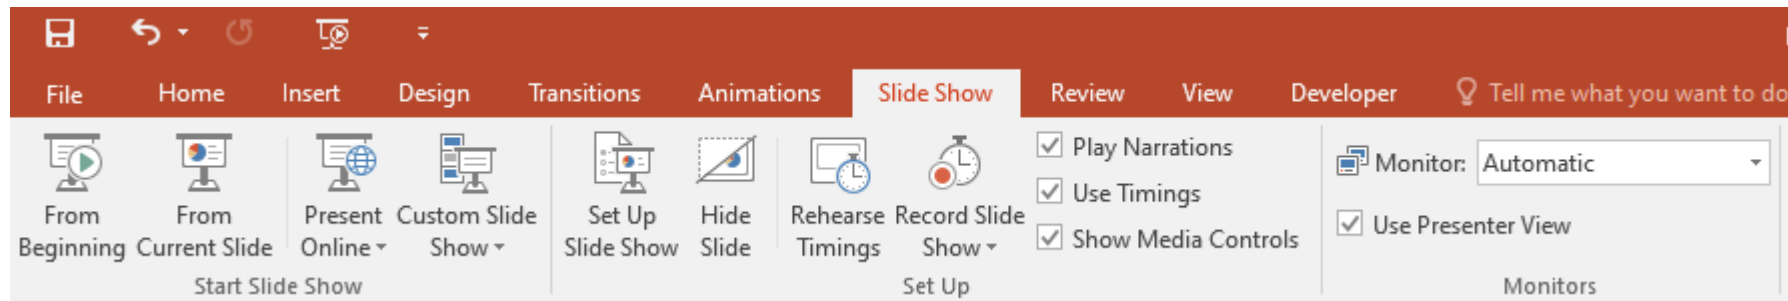 File Home Insert Design Transitions Animations Slide Show Review View Developer Tell me what you want to do
From Beginning
From Current Slide
Present Online
Custom Slide Show
Start Slide Show
Set Up Slide Show
Hide Slide
Rehearse Timings
Record Slide Show
Play Narrations
Use Timings
Show Media Controls
Set Up
Monitor: Automatic
Use Presenter View
Monitors